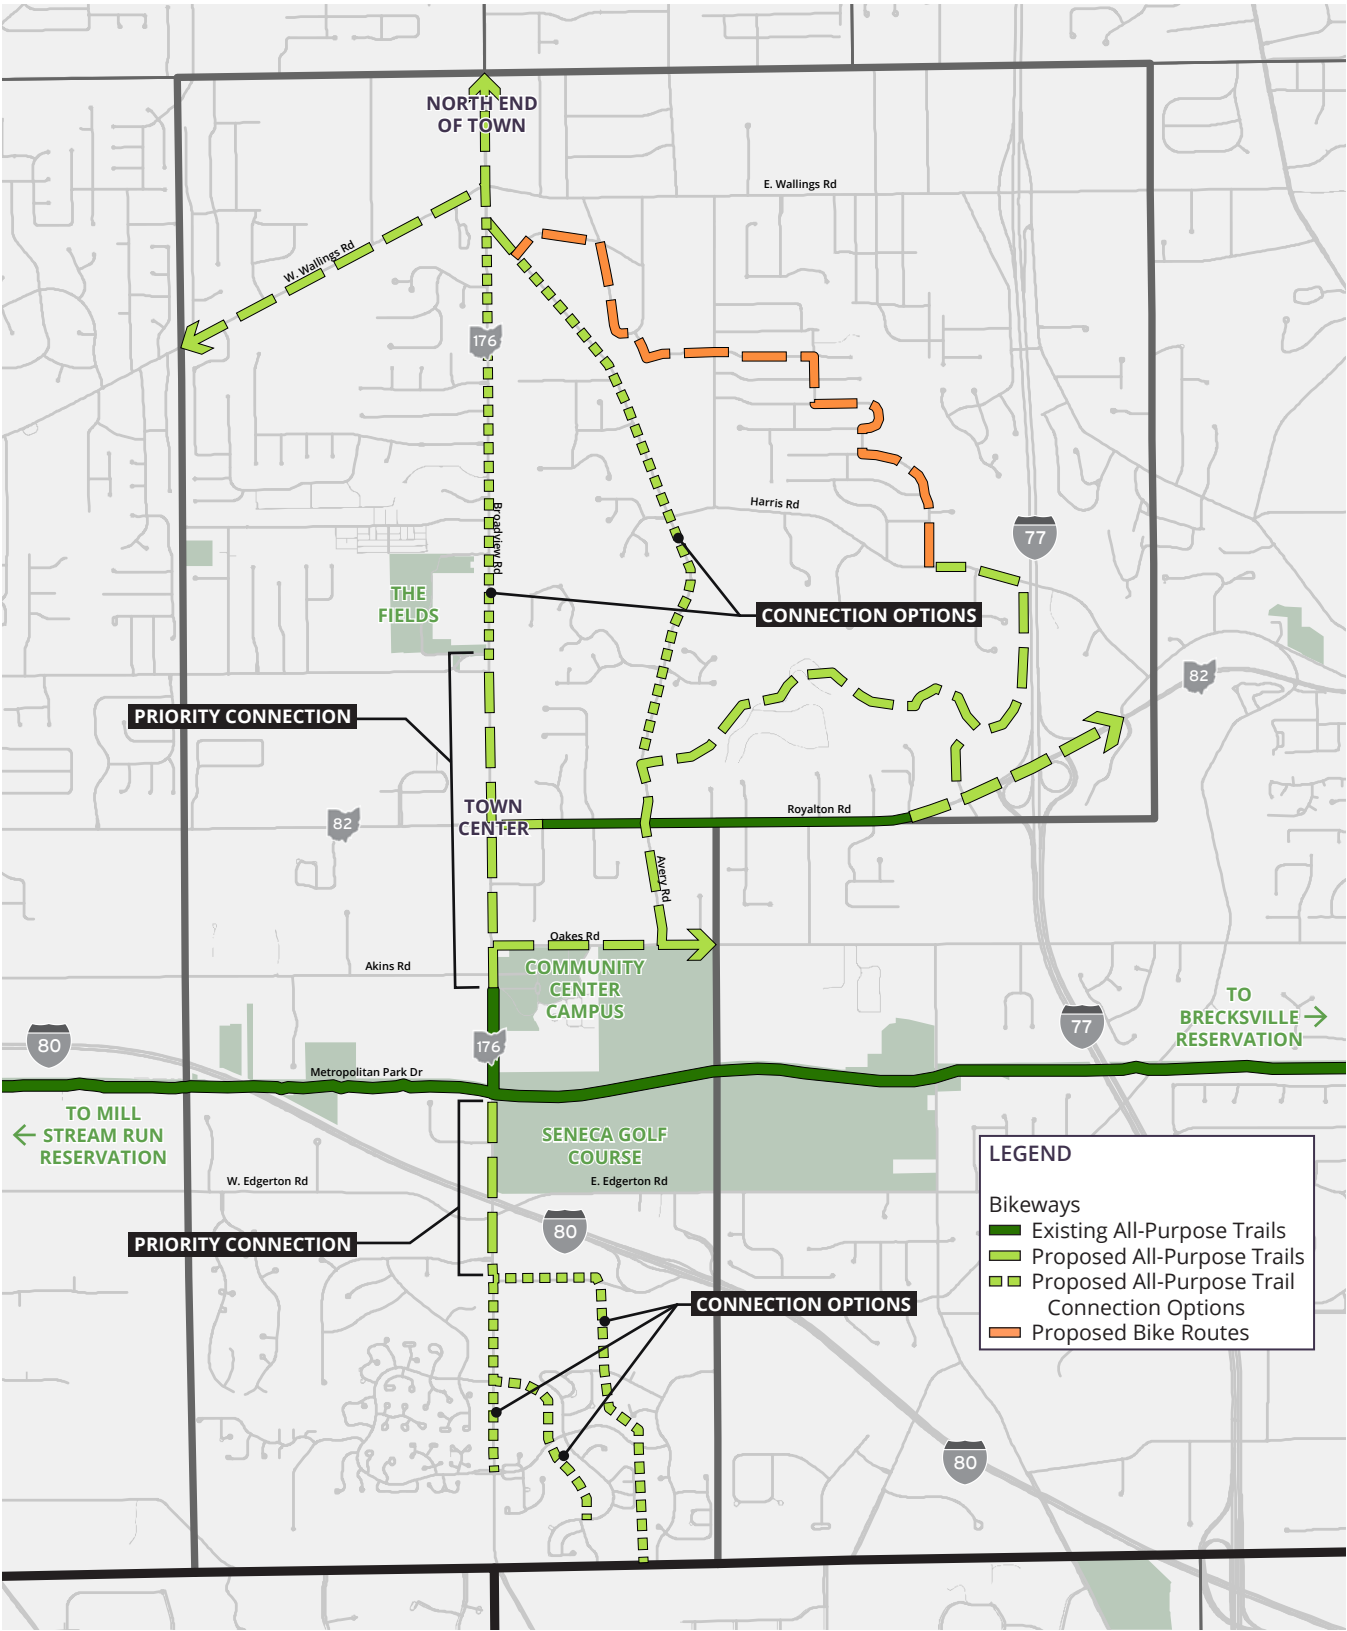 NORTH END
OF TOWN
E. Wallings Rd
W. Wallings Rd
176
Broadview Rd
Harris Rd
77
THE
FIELDS
CONNECTION OPTIONS
82
PRIORITY CONNECTION
TOWN
CENTER
82
Royalton Rd
Avery Rd
Oakes Rd
Akins Rd
COMMUNITY
CENTER
CAMPUS
TO
BRECKSVILLE →
RESERVATION
77
80
176
Metropolitan Park Dr
TO MILL
← STREAM RUN
RESERVATION
SENECA GOLF
COURSE
W. Edgerton Rd
E. Edgerton Rd
80
PRIORITY CONNECTION
CONNECTION OPTIONS
80
LEGEND
Bikeways
Existing All-Purpose Trails
Proposed All-Purpose Trails
Proposed All-Purpose Trail
Connection Options
Proposed Bike Routes